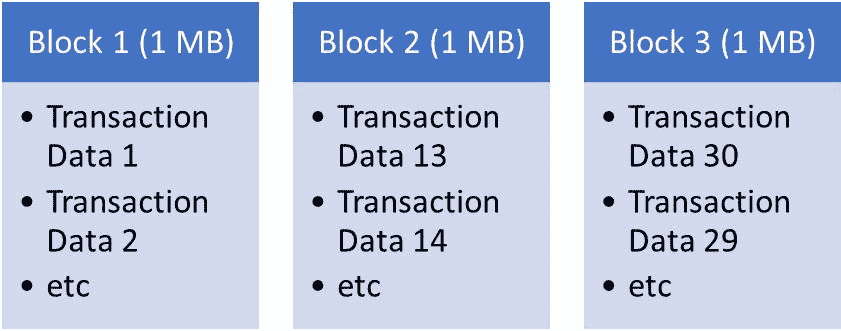 Block 1 (1 MB)
• Transaction
Data 1
• Transaction
Data 2
• etc
Block 2 (1 MB)
• Transaction
Data 13
• Transaction
Data 14
• etc
Block 3 (1 MB)
• Transaction
Data 30
• Transaction
Data 29
• etc